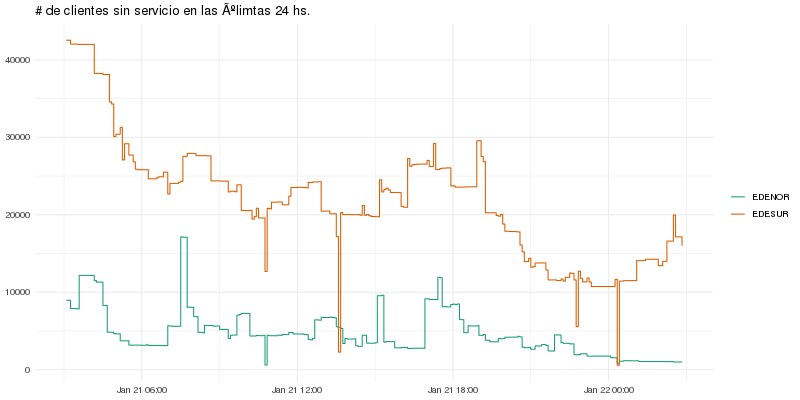 # de clientes sin servicio en las Ãºlimtas 24 hs.
40000
30000
20000
10000
0
Jan 21 06:00
Jan 21 12:00
Jan 21 18:00
Jan 22 00:00
EDENOR
EDESUR